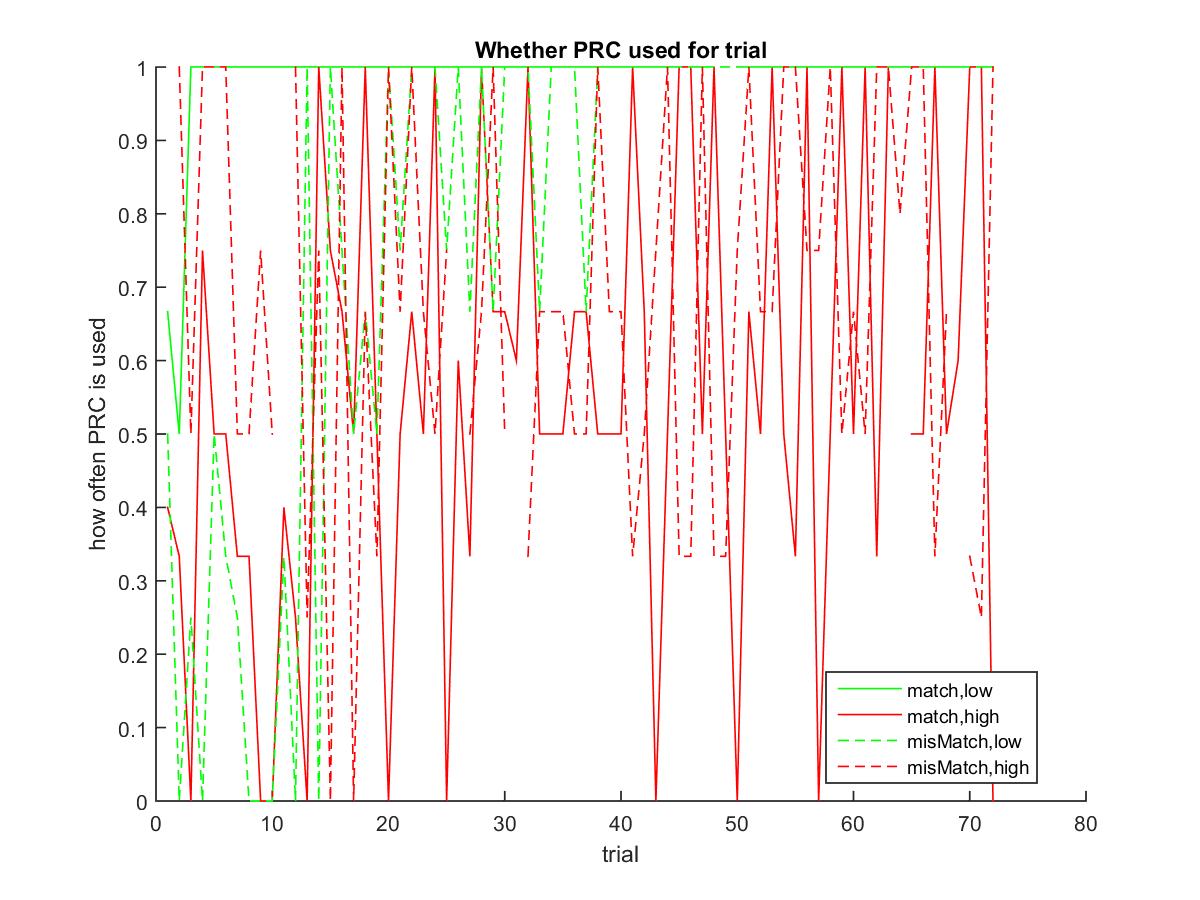 Whether PRC used for trial
how often PRC is used
1
0.9
0.8
0.7
0.6
0.5
0.4
0.3
0.2
0.1
0
0 10 20 30 40 50 60 70 80
trial
match,low
match,high
misMatch,low
misMatch,high